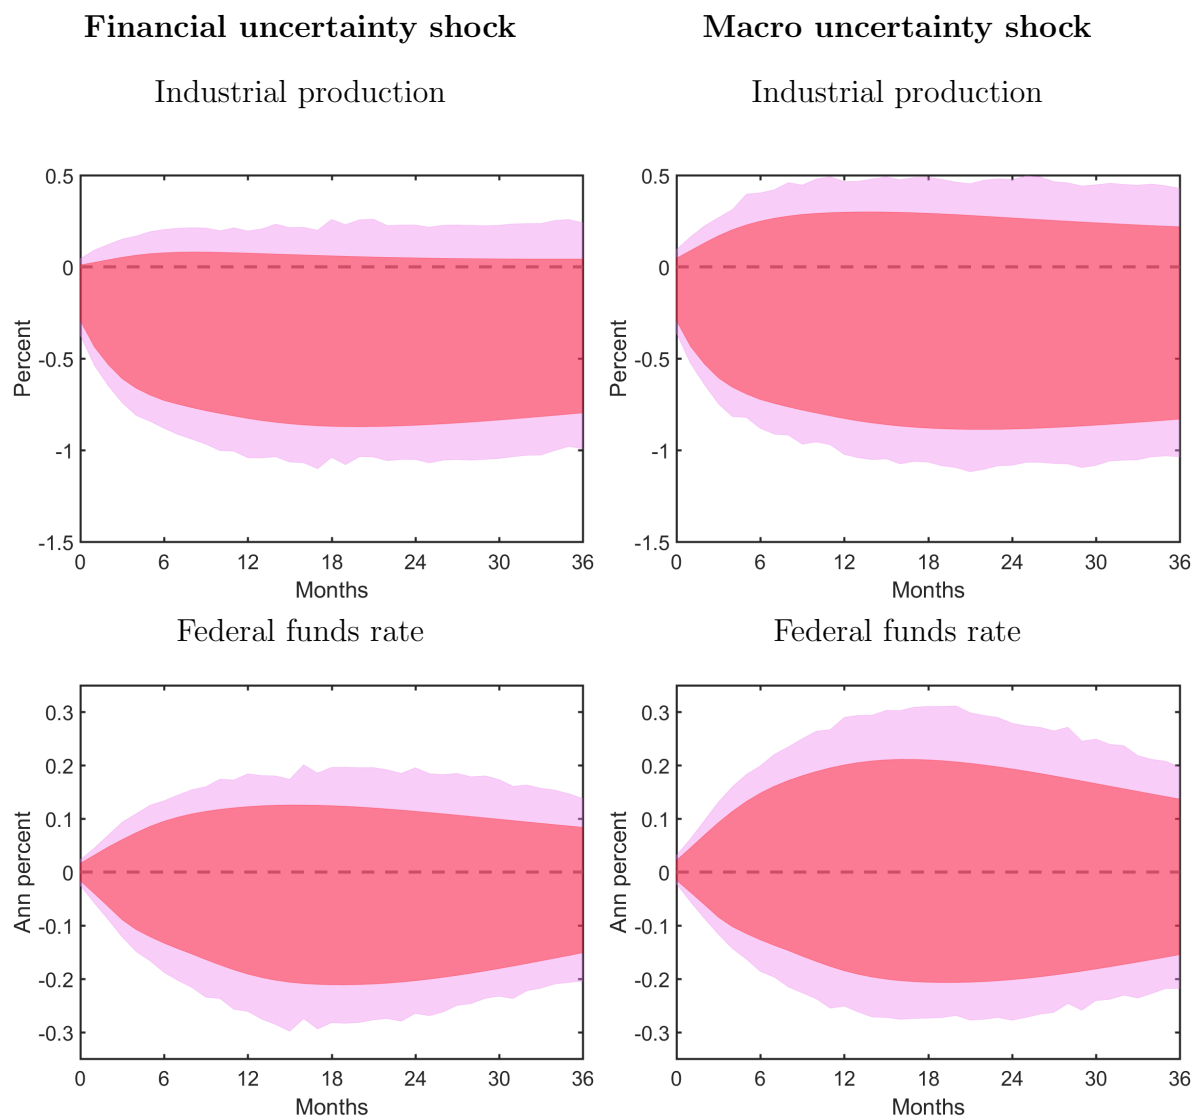 Financial uncertainty shock
Macro uncertainty shock
Industrial production
Industrial production
0.5
0
-0.5
-1
-1.5
Percent
0 6 12 18 24 30 36
Months
0.5
0
-0.5
-1
-1.5
Percent
0 6 12 18 24 30 36
Months
Federal funds rate
Federal funds rate
0.3
0.2
0.1
0
-0.1
-0.2
-0.3
Ann percent
0 6 12 18 24 30 36
Months
0.3
0.2
0.1
0
-0.1
-0.2
-0.3
Ann percent
0 6 12 18 24 30 36
Months